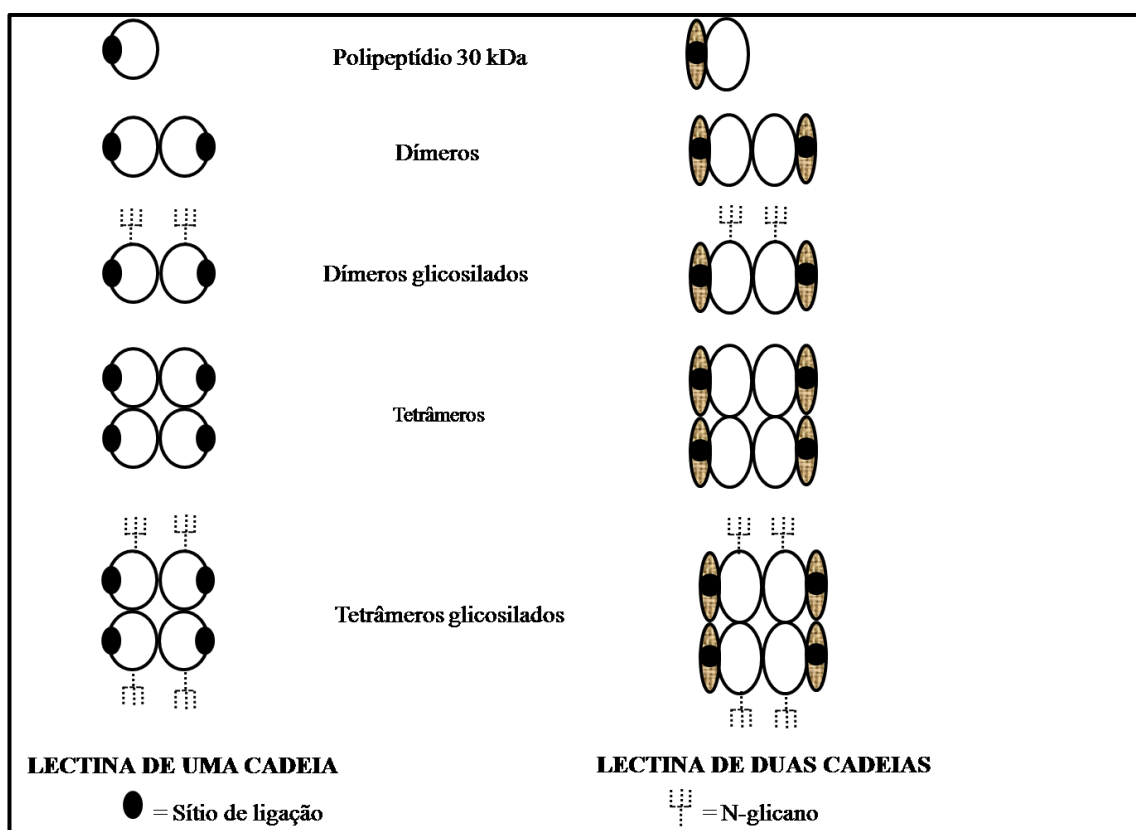 Polipeptídio 30 kDa
Dímeros
Dímeros glicosilados
Tetrâmeros
Tetrâmeros glicosilados
LECTINA DE UMA CADEIA
LECTINA DE DUAS CADEIAS
= Sítio de ligação
= N-glicano